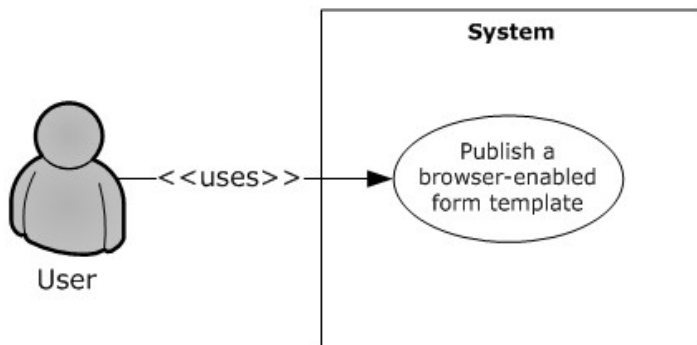 System
<<uses>>
Publish a
browser-enabled
form template
User